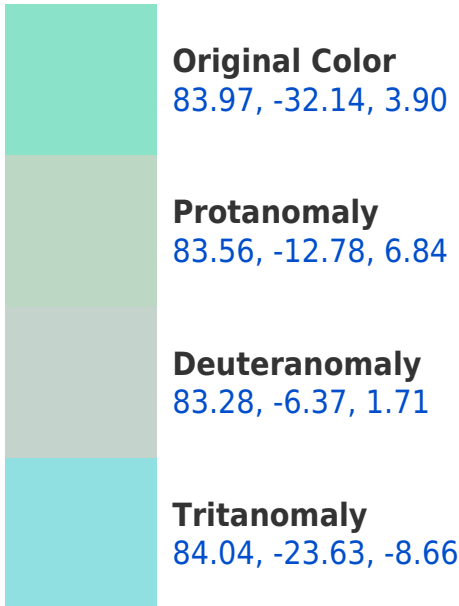 Original Color
83.97, -32.14, 3.90
Protanomaly
83.56, -12.78, 6.84
Deuteranomaly
83.28, -6.37, 1.71
Tritanomaly
84.04, -23.63, -8.66